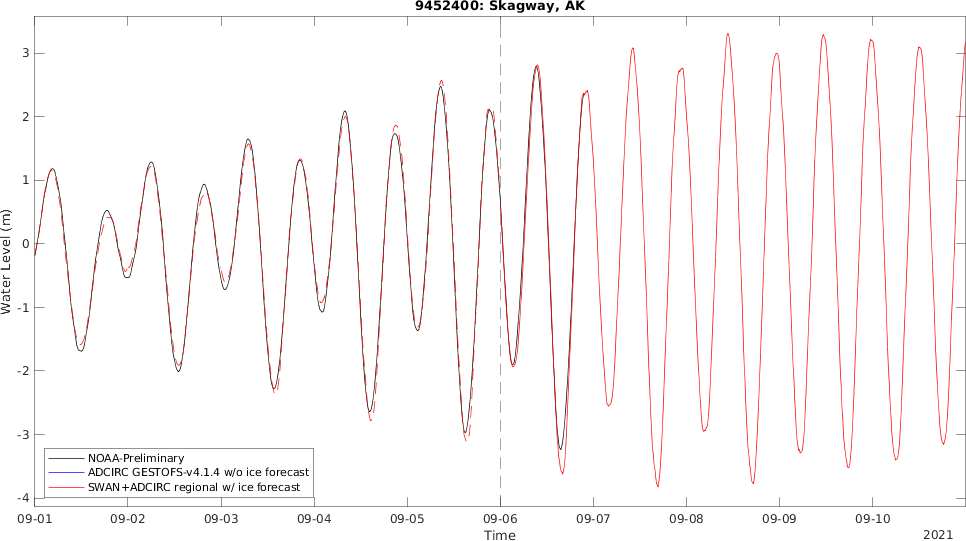 9452400: Skagway, AK
Water Level (m)
3
2
1
0
-1
-2
-3
-4
NOAA-Preliminary
ADCIRC GESTOFS-v4.1.4 w/o ice forecast
SWAN+ADCIRC regional w/ ice forecast
09-01 09-02 09-03 09-04 09-05 09-06 09-07 09-08 09-09 09-10
Time
2021